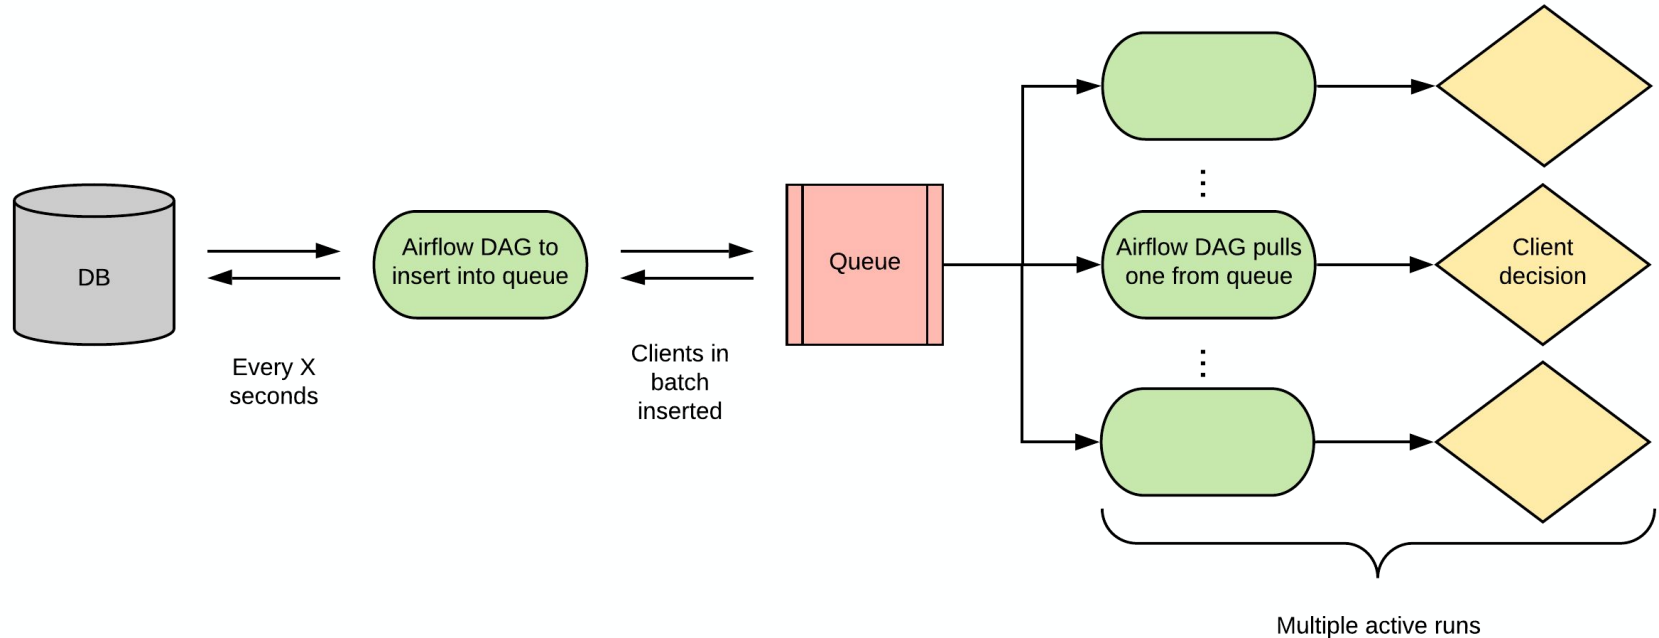 DB
Every X
seconds
Airflow DAG to
insert into queue
Clients in
batch
inserted
Queue
Airflow DAG pulls
one from queue
Client
decision
Multiple active runs